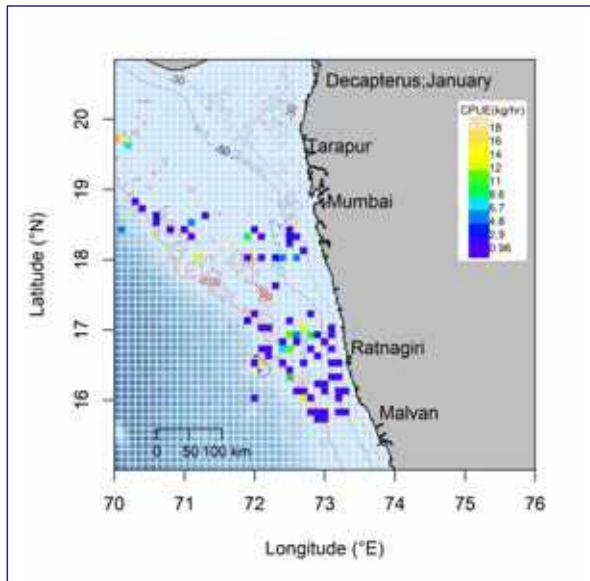 Decapterus;January
CPUE(kg/hr)
18
16
14
12
11
8.6
6.7
4.8
2.9
0.96
Tarapur
Mumbai
Ratnagiri
Malvan
-30
-50
20
19
18
17
16
Latitude (°N)
0 50 100 km
70 71 72 73 74 75 76
Longitude (°E)